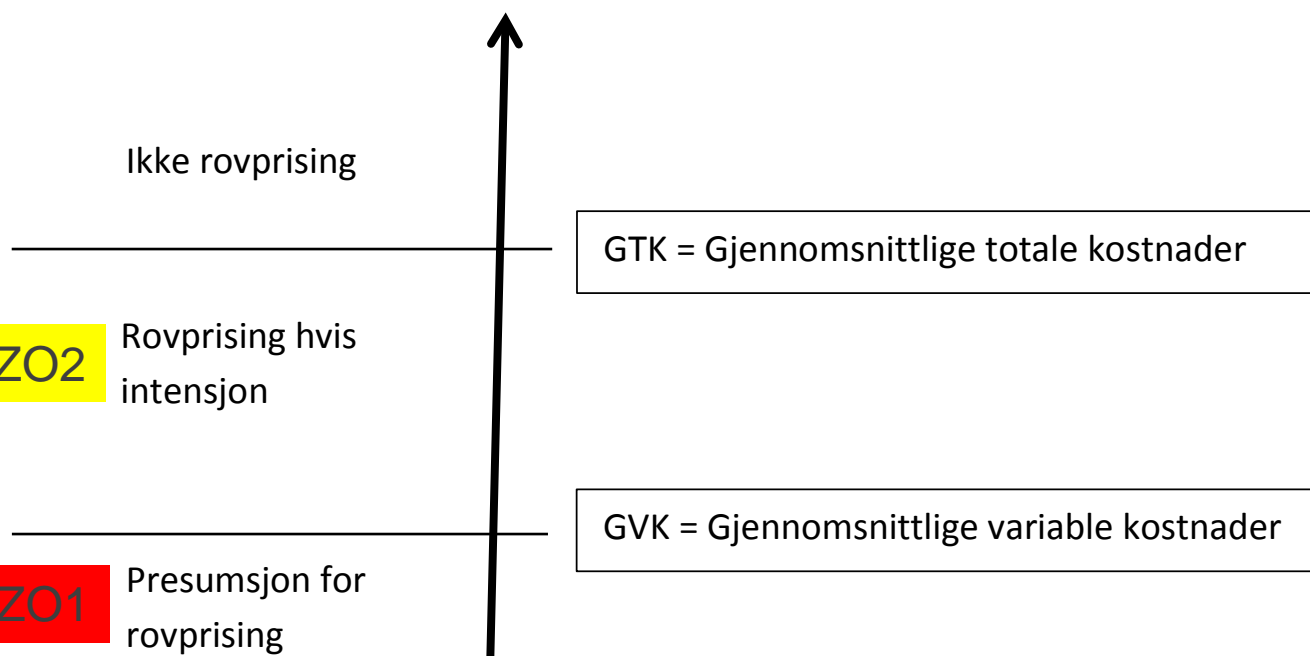 Ikke rovprising
GTK = Gjennomsnittlige totale kostnader
ZO2
Rovprising hvis
intensjon
GVK = Gjennomsnittlige variable kostnader
ZO1
Presumsjon for
rovprising